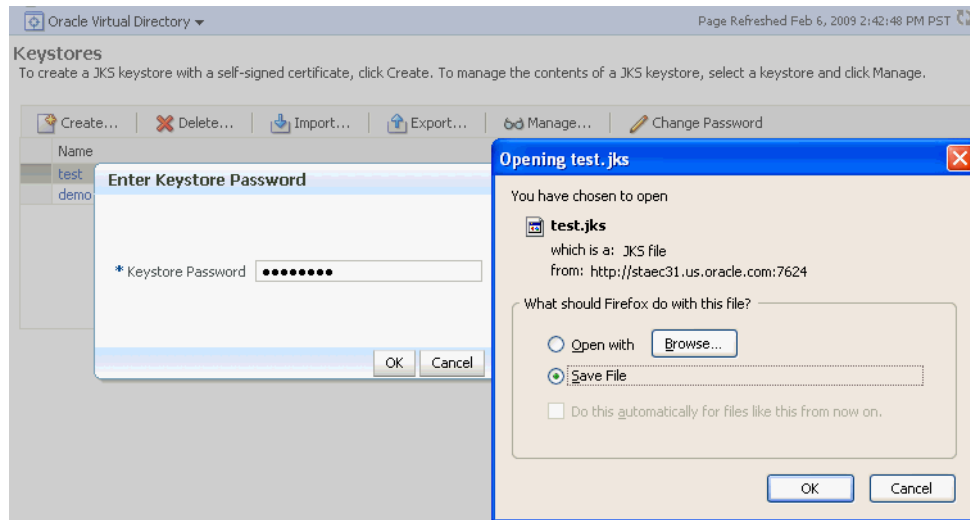 Oracle Virtual Directory
Page Refreshed Feb 6, 2009 2:42:48 PM PST
Keystores
To create a JKS keystore with a self-signed certificate, click Create. To manage the contents of a JKS keystore, select a keystore and click Manage.
Create... Delete... Import... Export... Manage... Change Password
Name
test
demo
Enter Keystore Password
* Keystore Password ●●●●●●●●
OK Cancel
Opening test.jks
You have chosen to open
test.jks
which is a: JKS file
from: http://staec31.us.oracle.com:7624
What should Firefox do with this file?
Open with Browse...
Save File
Do this automatically for files like this from now on.
OK Cancel